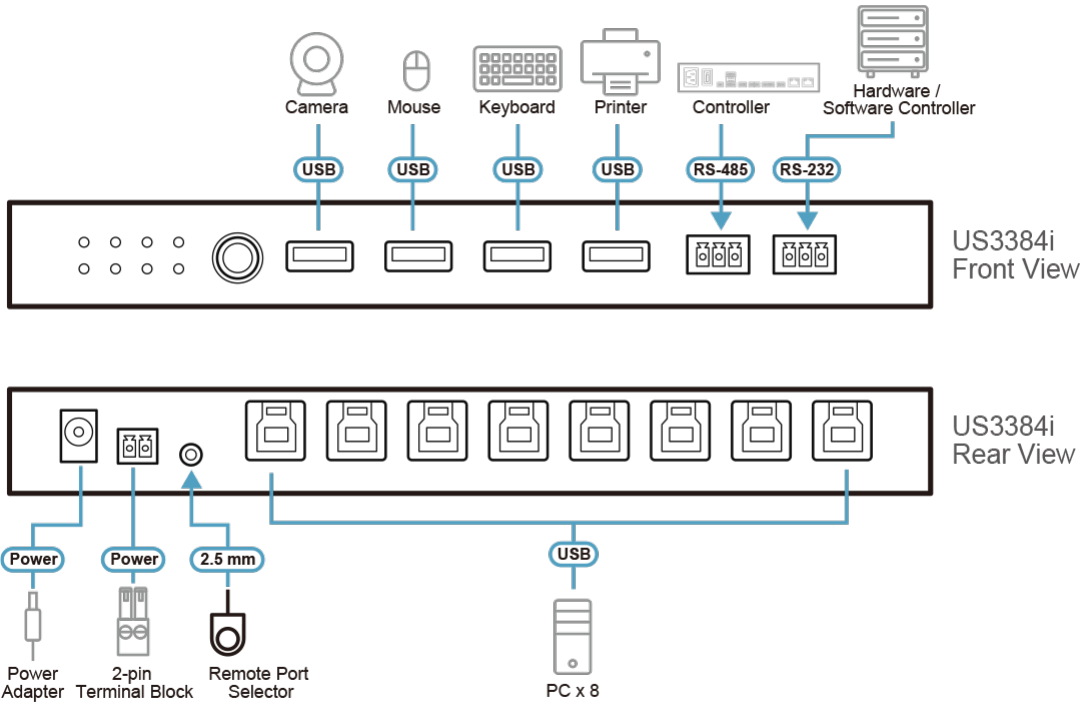 Hardware /
Camera Mouse Keyboard Printer Controller Software Controller
USB USB USB USB RS-485 RS-232
US3384i
Front View
US3384i
Rear View
Power Power 2.5 mm USB
Power
Adapter
2-pin
Terminal Block
Remote Port
Selector
PC x 8